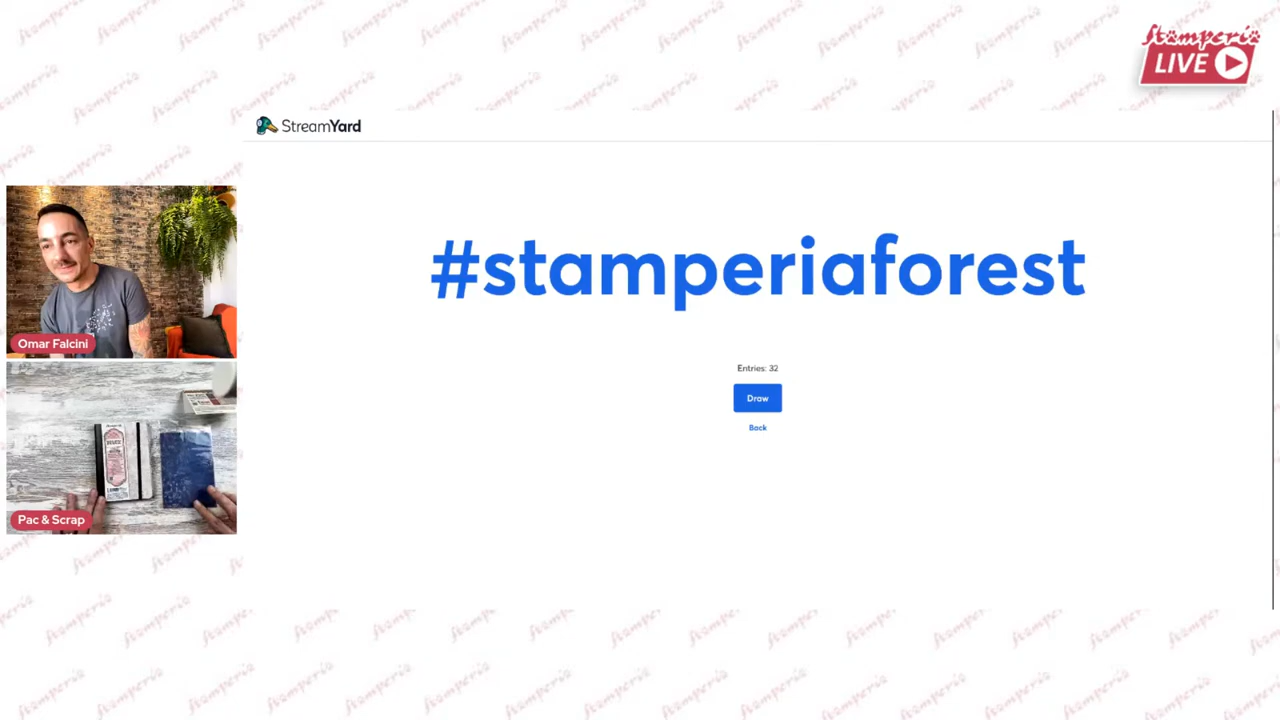 Stamperia
LIVE
StreamYard
#stamperiaforest
Entries: 32
Draw
Back
Omar Falcini
Pac & Scrap